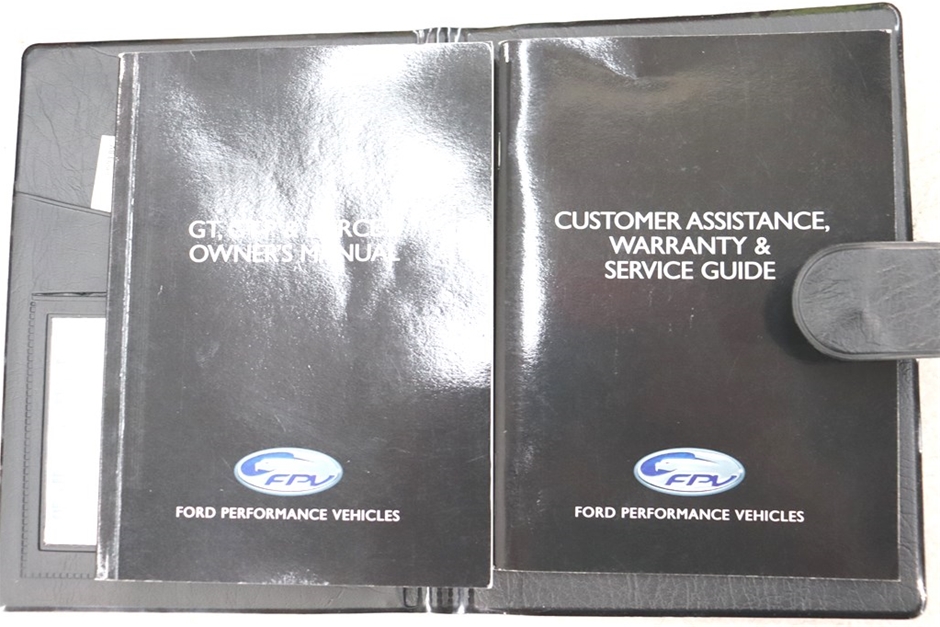 GT,
OWNER'S MANUAL
FPV
FORD PERFORMANCE VEHICLES
CUSTOMER ASSISTANCE,
WARRANTY &
SERVICE GUIDE
FPV
FORD PERFORMANCE VEHICLES